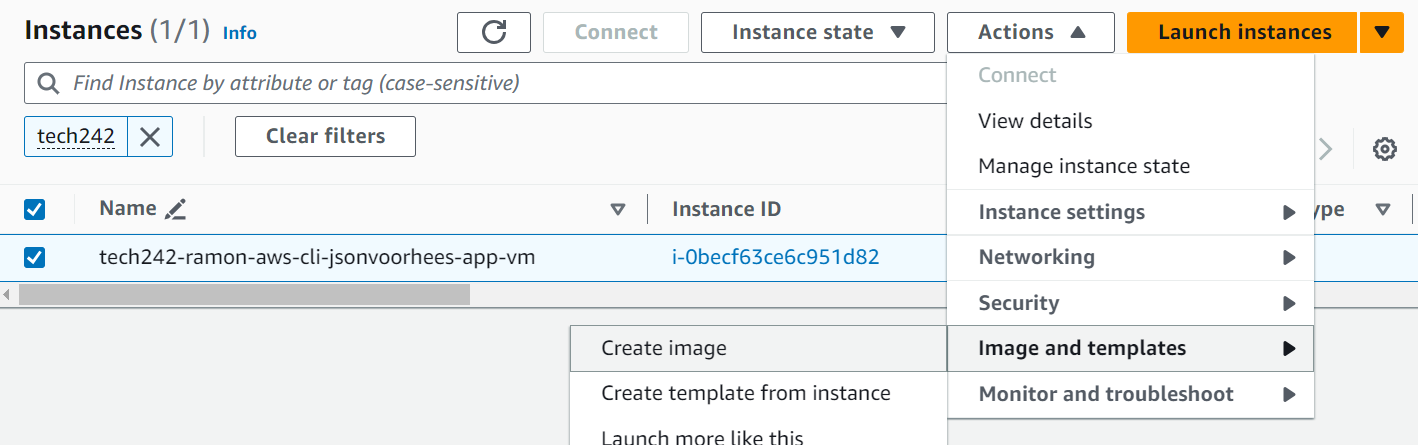 Instances (1/1) Info
Connect
Instance state
Actions
Launch instances
Find Instance by attribute or tag (case-sensitive)
tech242
Clear filters
Name
Instance ID
ype
tech242-ramon-aws-cli-jsonvoorhees-app-vm
i-0becf63ce6c951d82
Connect
View details
Manage instance state
Instance settings
Networking
Security
Image and templates
Monitor and troubleshoot
Create image
Create template from instance
Launch more like this